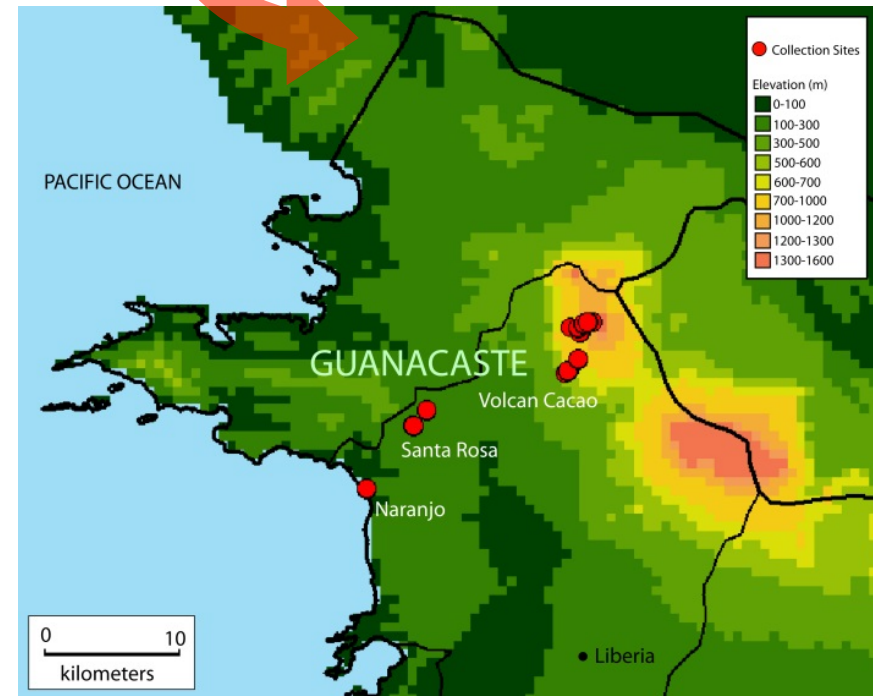 Collection Sites
Elevation (m)
0-100
100-300
300-500
500-600
600-700
700-1000
1000-1200
1200-1300
1300-1600
PACIFIC OCEAN
GUANACASTE
Volcan Cacao
Santa Rosa
Naranjo
Liberia
0 10
kilometers